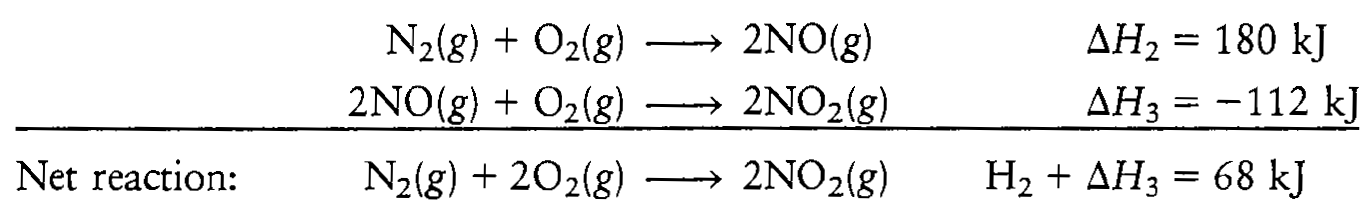 N₂(g) + O₂(g) ⟶ 2NO(g) ΔH₂ = 180 kJ
2NO(g) + O₂(g) ⟶ 2NO₂(g) ΔH₃ = −112 kJ
Net reaction: N₂(g) + 2O₂(g) ⟶ 2NO₂(g) H₂ + ΔH₃ = 68 kJ